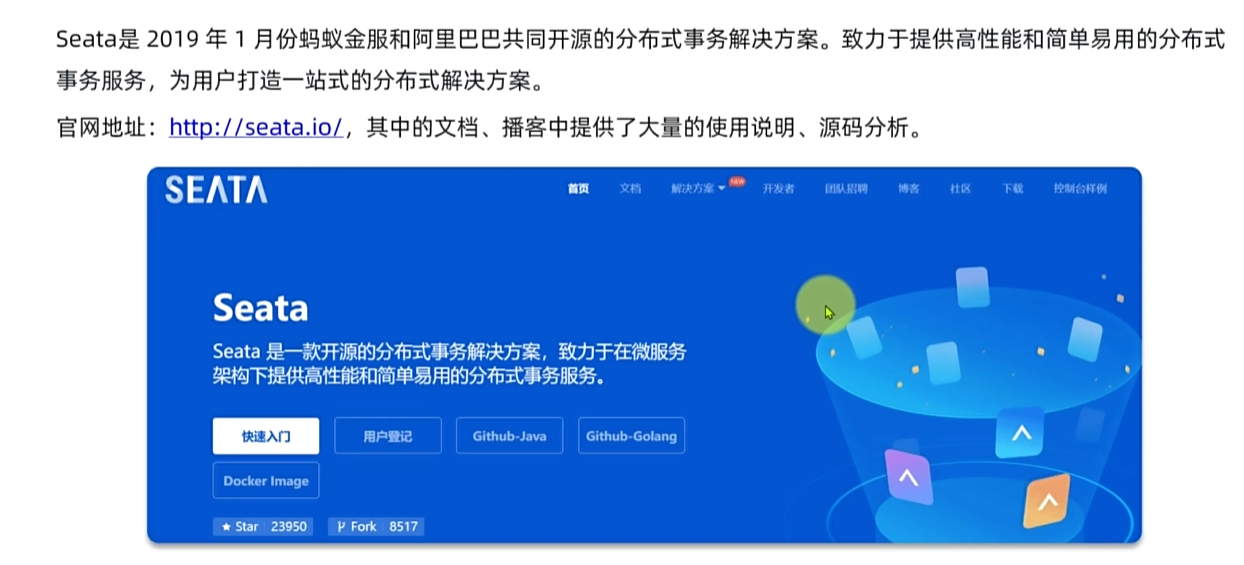 Seata是 2019 年 1 月份蚂蚁金服和阿里巴巴共同开源的分布式事务解决方案。致力于提供高性能和简单易用的分布式
事务服务，为用户打造一站式的分布式解决方案。
官网地址：http://seata.io/，其中的文档、播客中提供了大量的使用说明、源码分析。
SEATA
首页 文档 解决方案 NEW 开发者 团队招聘 博客 社区 下载 控制台样例
Seata
Seata 是一款开源的分布式事务解决方案，致力于在微服务
架构下提供高性能和简单易用的分布式事务服务。
快速入门 用户登记 Github-Java Github-Golang
Docker Image
Star 23950 Fork 8517